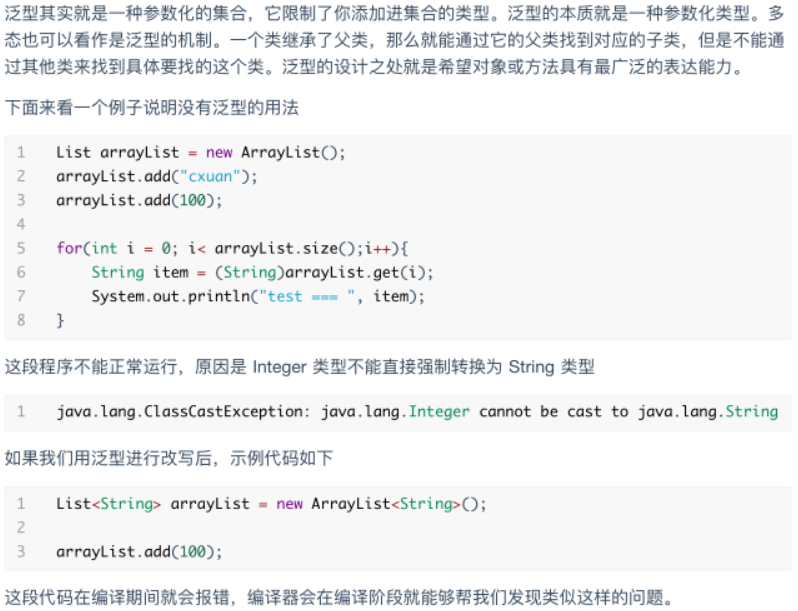 泛型其实就是一种参数化的集合，它限制了你添加进集合的类型。泛型的本质就是一种参数化类型。多
态也可以看作是泛型的机制。一个类继承了父类，那么就能通过它的父类找到对应的子类，但是不能通
过其他类来找到具体要找的这个类。泛型的设计之处就是希望对象或方法具有最广泛的表达能力。
下面来看一个例子说明没有泛型的用法
1 List arrayList = new ArrayList();
2 arrayList.add("cxuan");
3 arrayList.add(100);
4
5 for(int i = 0; i< arrayList.size();i++){
6     String item = (String)arrayList.get(i);
7     System.out.println("test === ", item);
8 }
这段程序不能正常运行，原因是 Integer 类型不能直接强制转换为 String 类型
1 java.lang.ClassCastException: java.lang.Integer cannot be cast to java.lang.String
如果我们用泛型进行改写后，示例代码如下
1 List<String> arrayList = new ArrayList<String>();
2
3 arrayList.add(100);
这段代码在编译期间就会报错，编译器会在编译阶段就能够帮我们发现类似这样的问题。